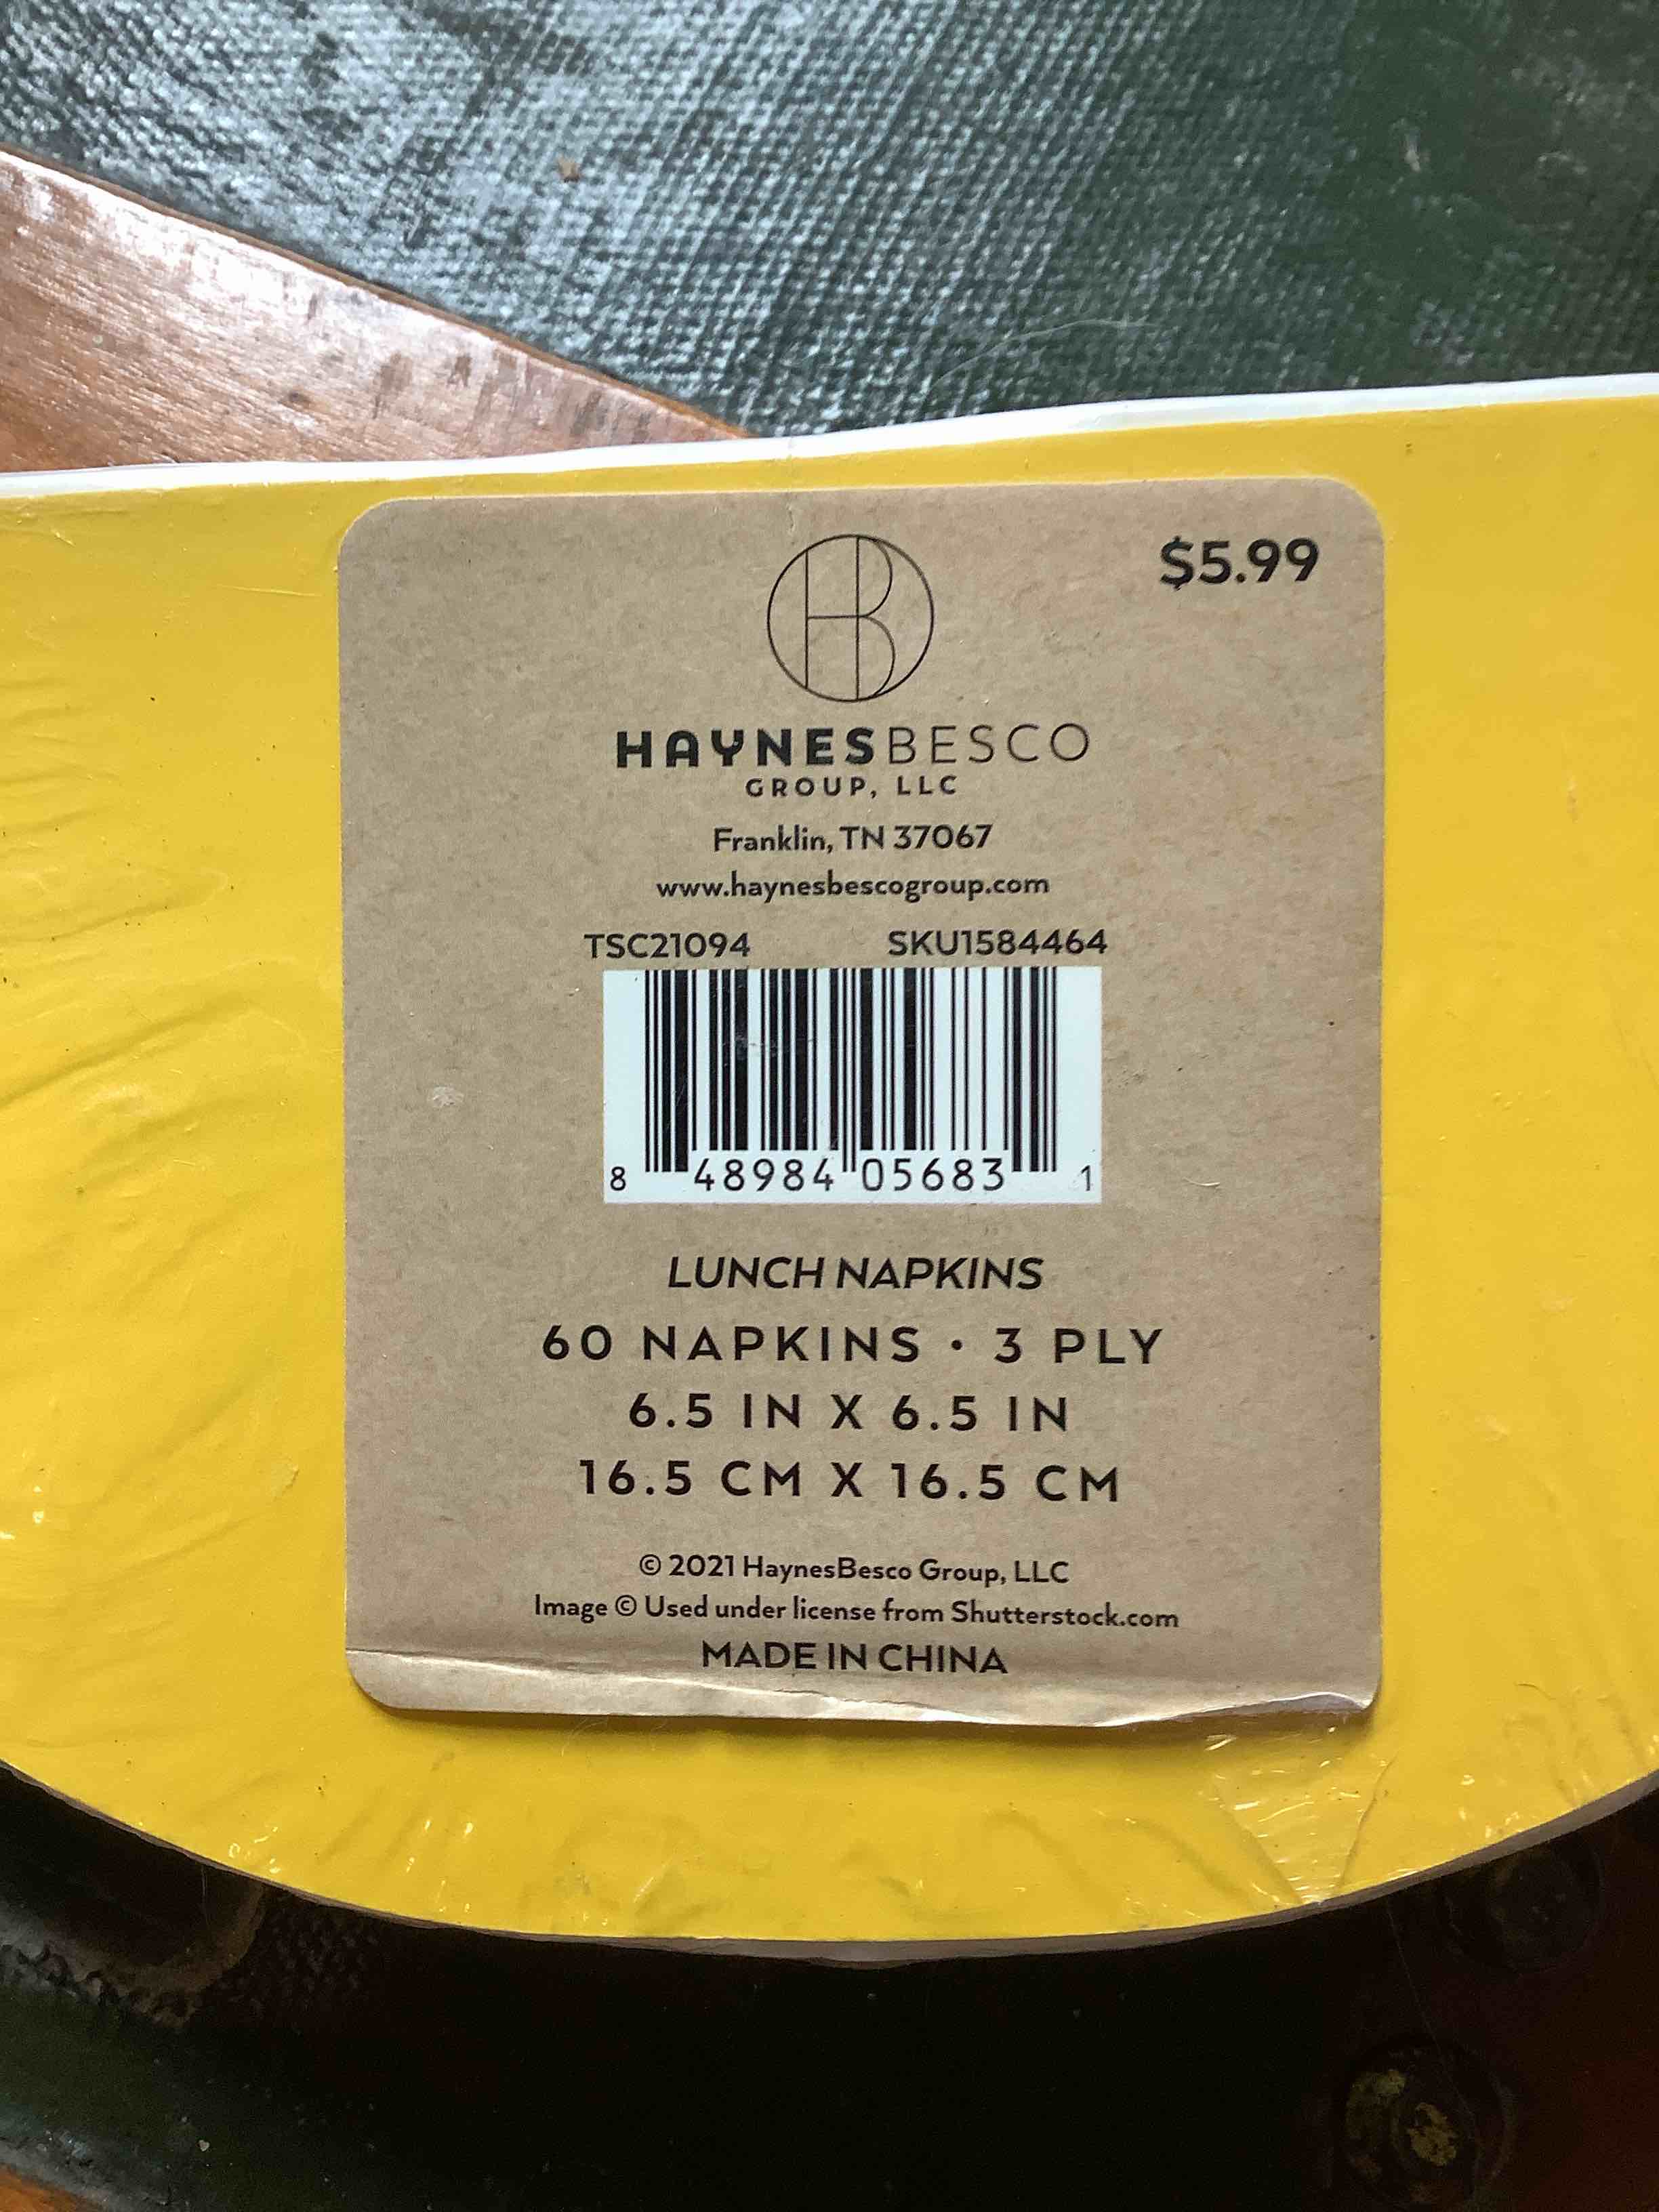 $5.99
HB
HAYNESBESCO
GROUP, LLC
Franklin, TN 37067
www.haynesbescogroup.com
TSC21094 SKU1584464
8 48984 05683 1
LUNCH NAPKINS
60 NAPKINS · 3 PLY
6.5 IN X 6.5 IN
16.5 CM X 16.5 CM
© 2021 HaynesBesco Group, LLC
Image © Used under license from Shutterstock.com
MADE IN CHINA